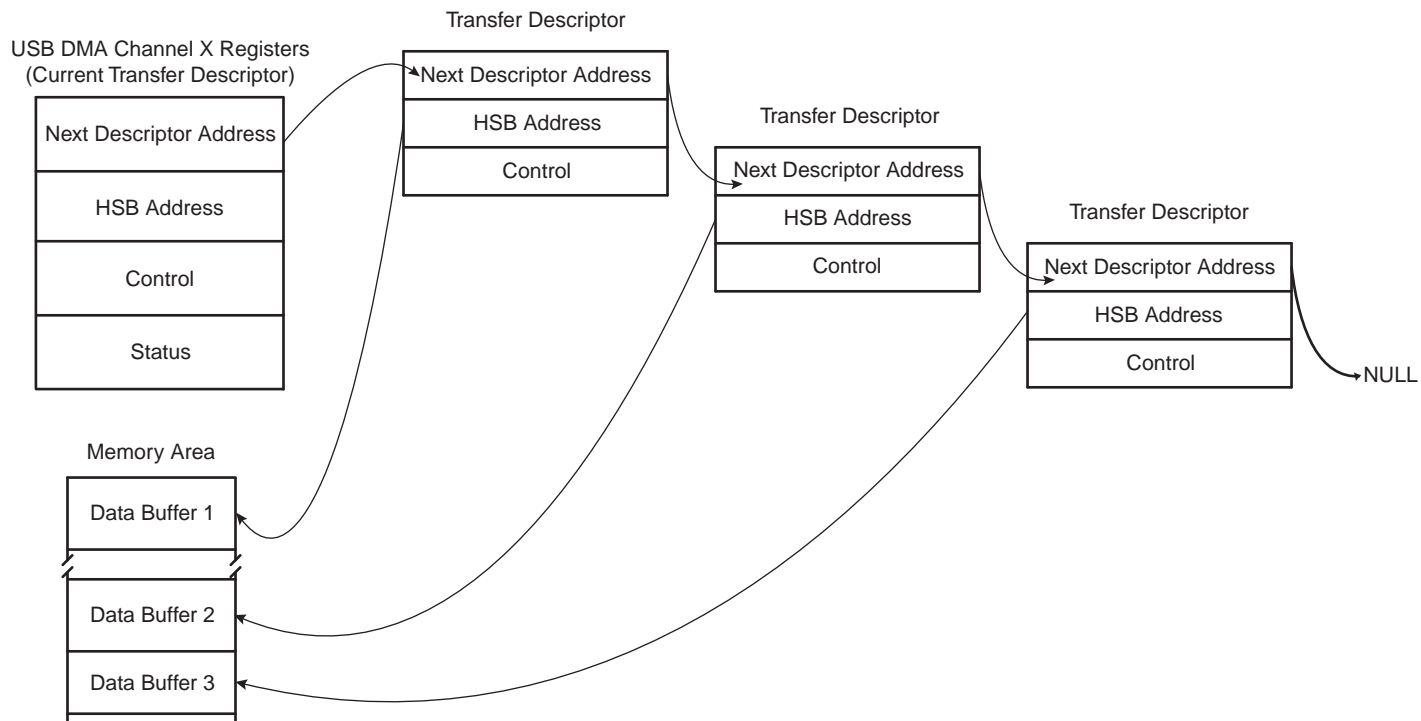 Transfer Descriptor
USB DMA Channel X Registers
(Current Transfer Descriptor)
Next Descriptor Address
HSB Address
Control
Status
Next Descriptor Address
HSB Address
Control
Transfer Descriptor
Next Descriptor Address
HSB Address
Control
Transfer Descriptor
Next Descriptor Address
HSB Address
Control
NULL
Memory Area
Data Buffer 1
Data Buffer 2
Data Buffer 3